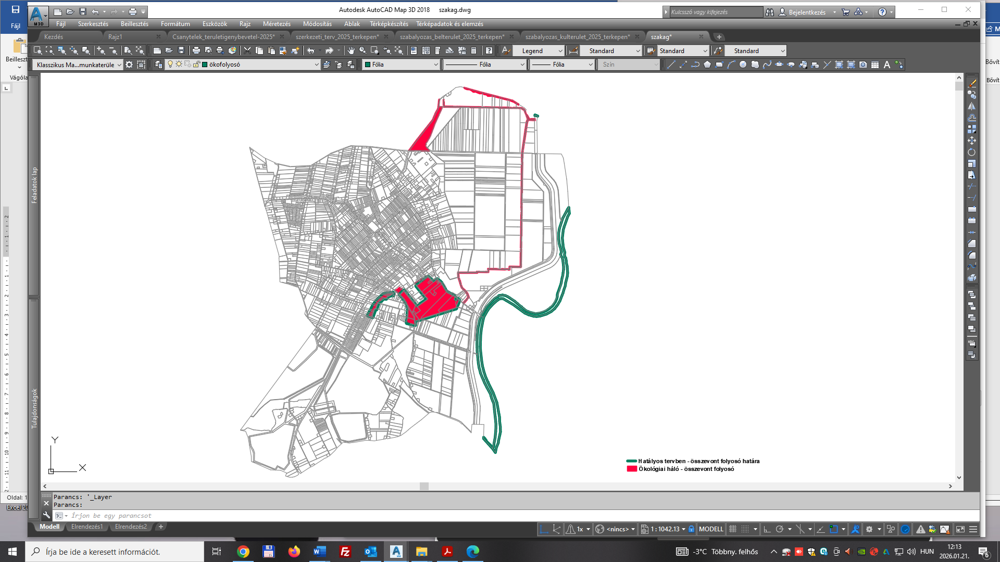 Autodesk AutoCAD Map 3D 2018 szakag.dwg
Kulcsszó vagy kifejezés
Bejelentkezés
M3D
Fájl
Fájl Szerkesztés Beillesztés Formátum Eszközök Rajz Méretezés Módosítás Ablak Térképkészítés Térképadatok és elemzés
Kezdés Rajz1 Csanytelek_teruletigenybevetel-2025* szerkezeti_terv_2025_terkepen* szabalyozas_belterulet_2025_terkepen* szabalyozas_kulterulet_2025_terkepen* szakag*
Legend Standard Standard Standard
Beilleszt
Klasszikus Ma...munkaterüle ökofolyosó Fólia Fólia Fólia Szín
Bővít
Vágóla
Bővít
Feladatok lap
Tulajdonságok
Y
X
Hatályos tervben - összevont folyosó határa
Ökológiai háló - összevont folyosó
Parancs: '_Layer
Parancs:
Írjon be egy parancsot
Oldal: 1
Excel 20
Modell Elrendezés1 Elrendezés2
1x <nincs> 1 : 1042.13 MODELL
Írja be ide a keresett információt.
-3°C Többny. felhős
HUN
12:13
2026.01.21.
6